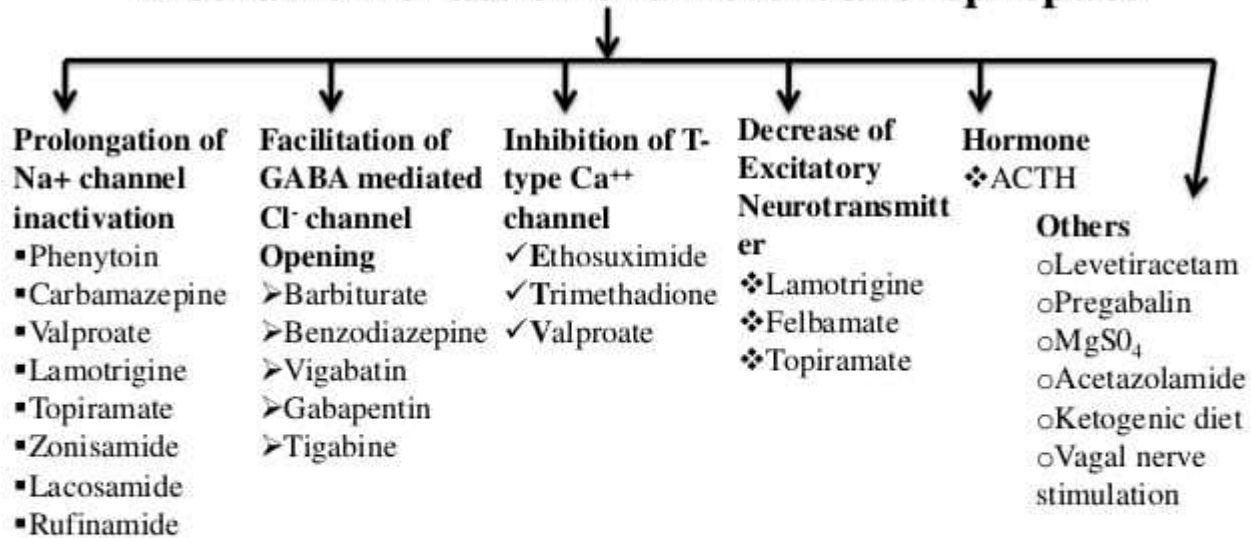 Prolongation of
Na+ channel
inactivation
▪Phenytoin
▪Carbamazepine
▪Valproate
▪Lamotrigine
▪Topiramate
▪Zonisamide
▪Lacosamide
▪Rufinamide
Facilitation of
GABA mediated
Cl⁻ channel
Opening
➢Barbiturate
➢Benzodiazepine
➢Vigabatin
➢Gabapentin
➢Tigabine
Inhibition of T-
type Ca⁺⁺
channel
✓Ethosuximide
✓Trimethadione
✓Valproate
Decrease of
Excitatory
Neurotransmitt
er
❖Lamotrigine
❖Felbamate
❖Topiramate
Hormone
❖ACTH
Others
oLevetiracetam
oPregabalin
oMgS0₄
oAcetazolamide
oKetogenic diet
oVagal nerve
stimulation